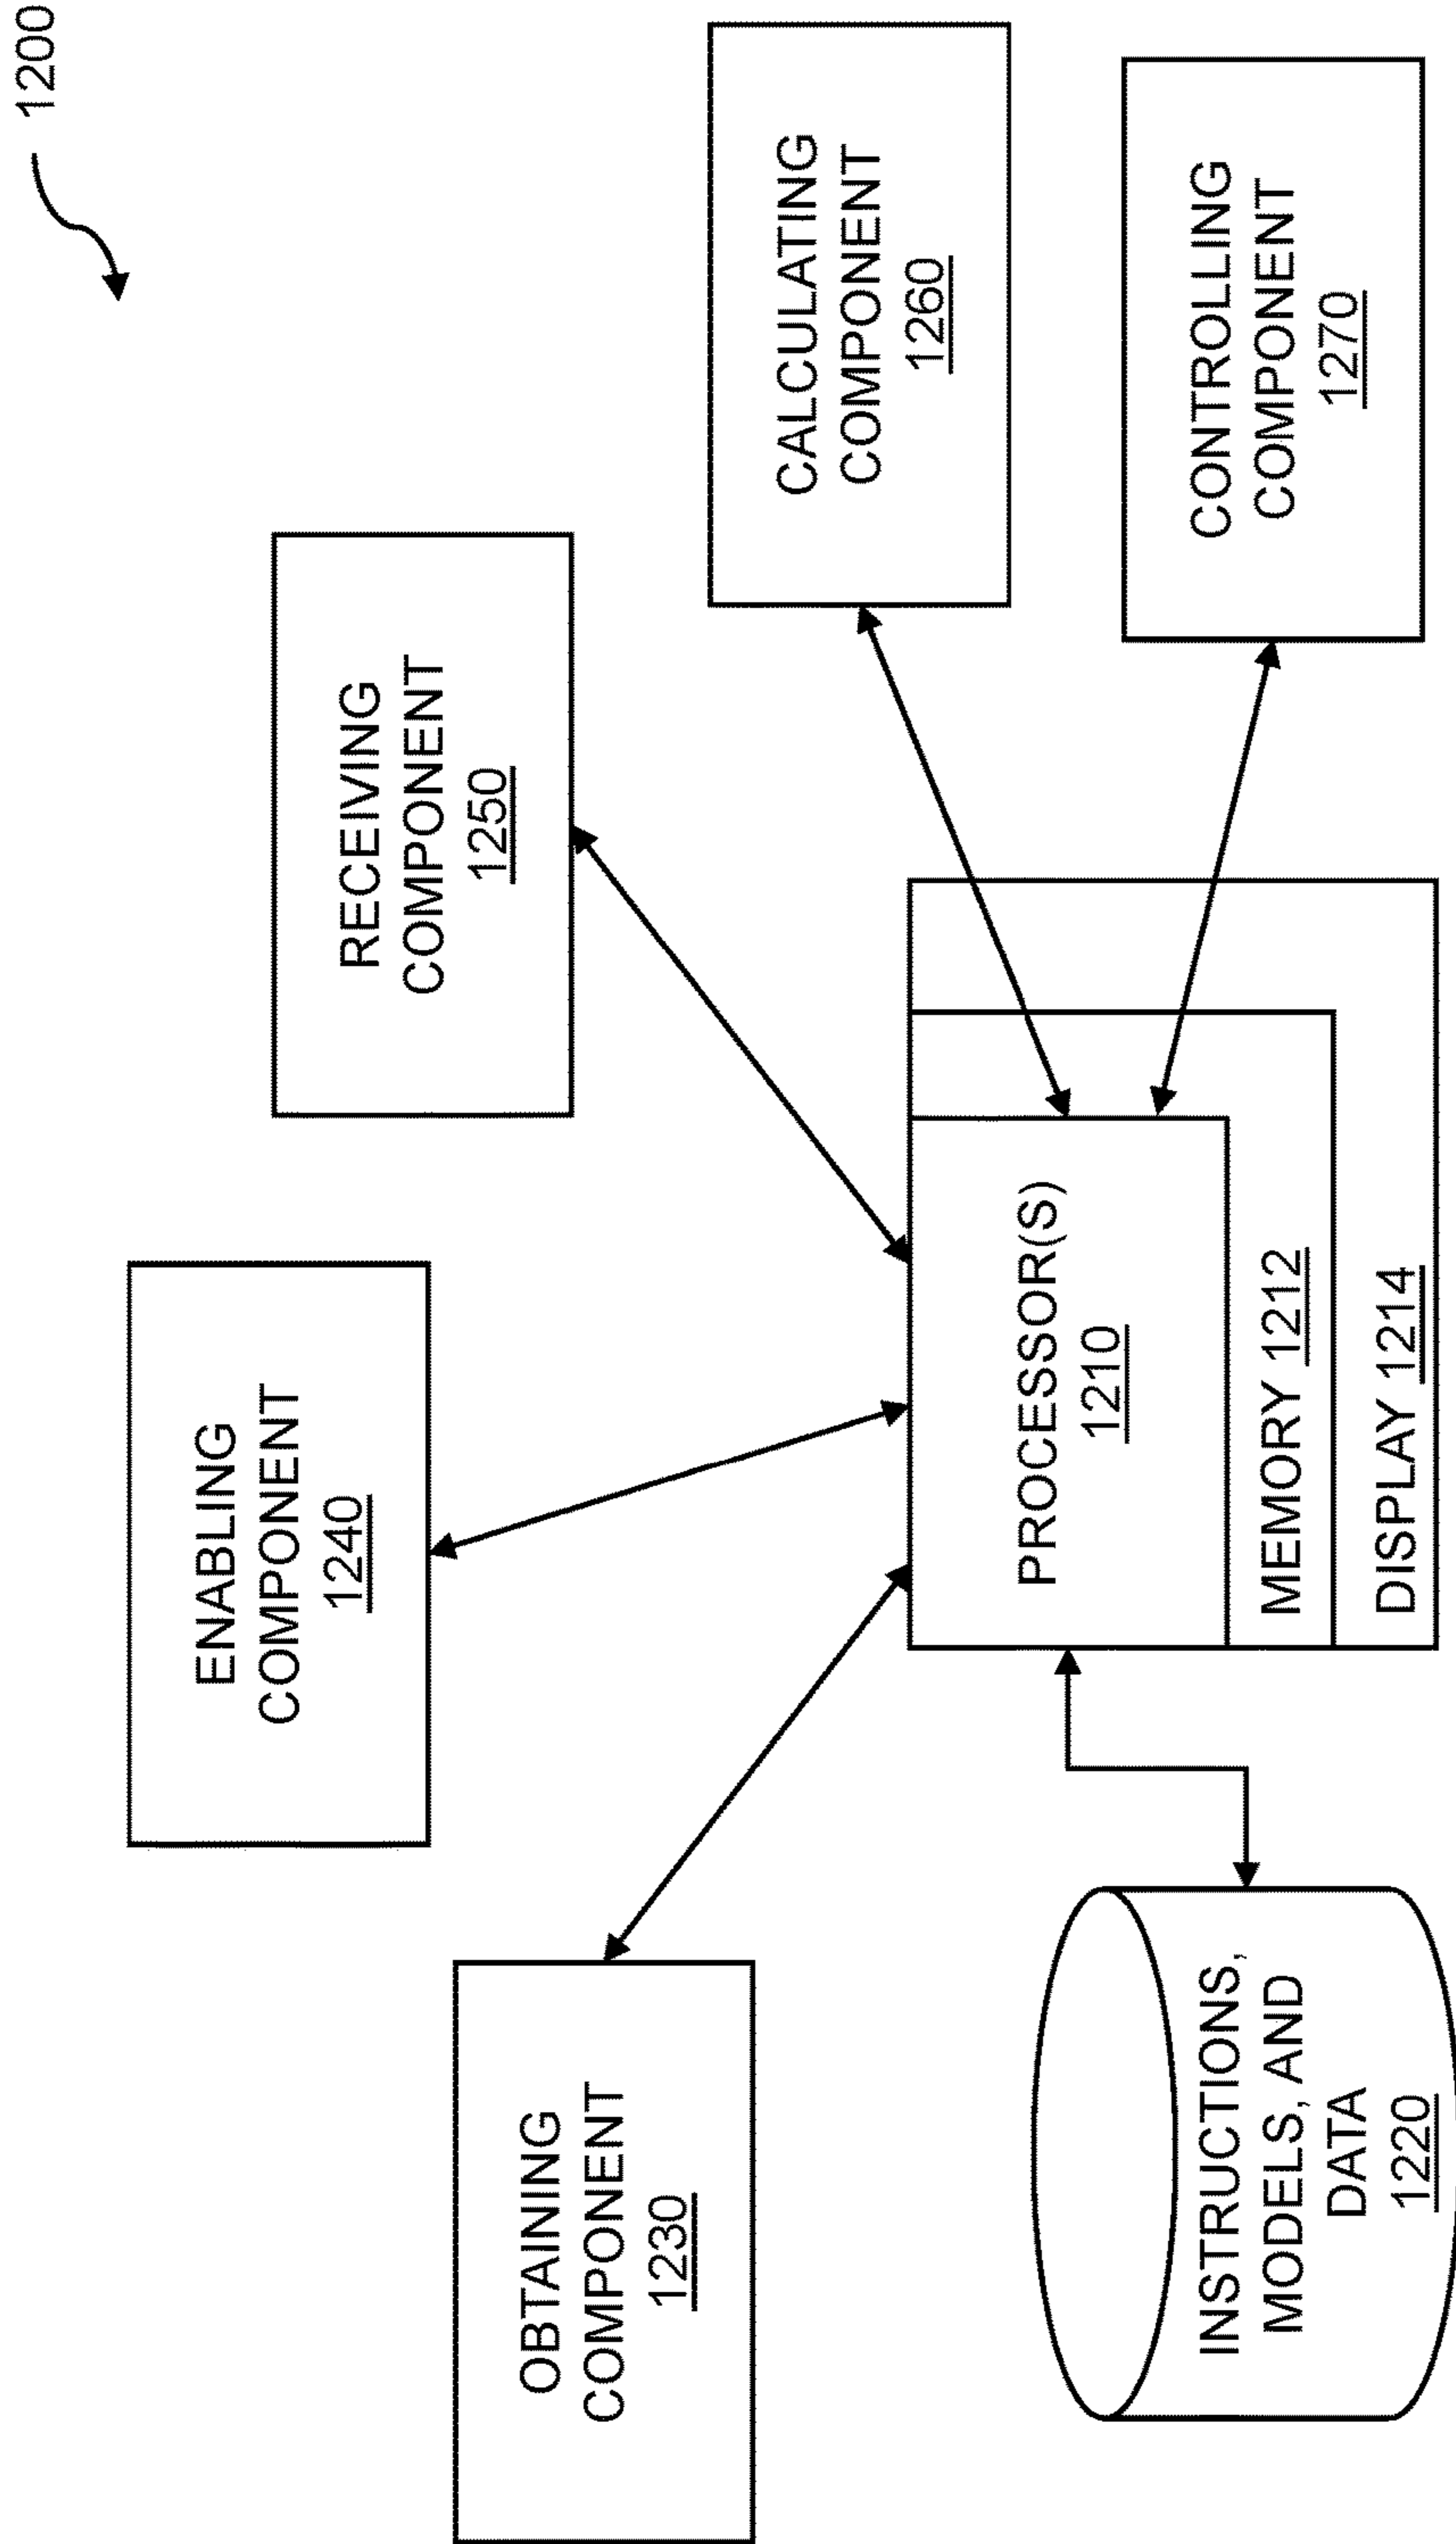 1200
ENABLING
COMPONENT
1240
RECEIVING
COMPONENT
1250
OBTAINING
COMPONENT
1230
CALCULATING
COMPONENT
1260
PROCESSOR(S)
1210
MEMORY 1212
DISPLAY 1214
CONTROLLING
COMPONENT
1270
INSTRUCTIONS,
MODELS, AND
DATA
1220